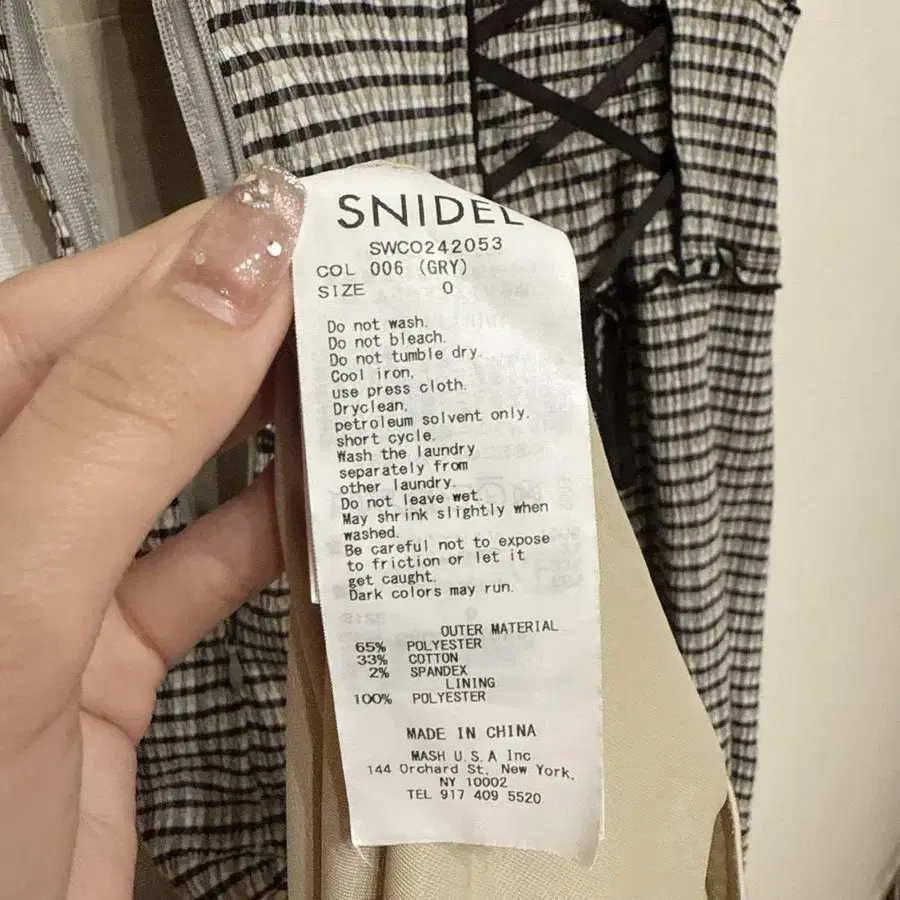 SNIDEL
SWCO242053
COL 006 (GRY)
SIZE 0
Do not wash.
Do not bleach.
Do not tumble dry.
Cool iron,
use press cloth.
Dryclean,
petroleum solvent only.
short cycle.
Wash the laundry
separately from
other laundry.
Do not leave wet.
May shrink slightly when
washed.
Be careful not to expose
to friction or let it
get caught.
Dark colors may run.
OUTER MATERIAL
65% POLYESTER
33% COTTON
2% SPANDEX
LINING
100% POLYESTER
MADE IN CHINA
MASH U.S.A Inc
144 Orchard St, New York,
NY 10002
TEL 917 409 5520